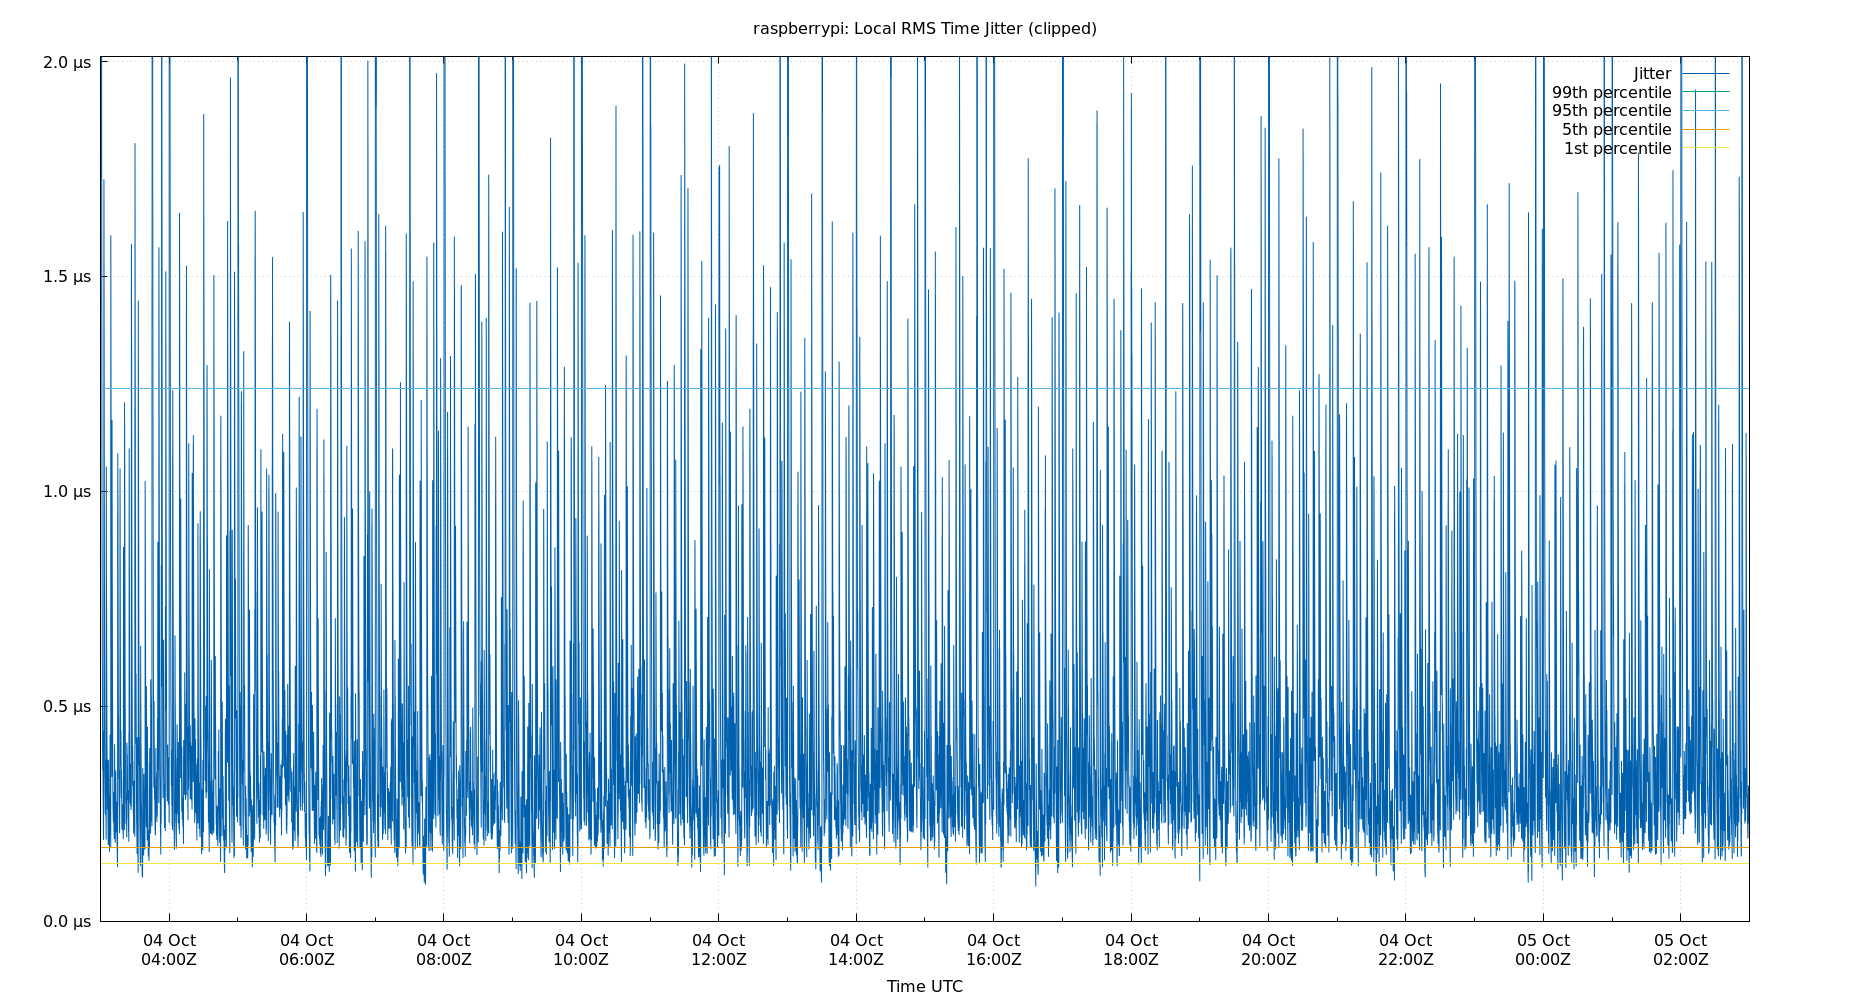 raspberrypi: Local RMS Time Jitter (clipped)
2.0 µs
1.5 µs
1.0 µs
0.5 µs
0.0 µs
Jitter
99th percentile
95th percentile
5th percentile
1st percentile
04 Oct 04 Oct 04 Oct 04 Oct 04 Oct 04 Oct 04 Oct 04 Oct 04 Oct 04 Oct 05 Oct 05 Oct
04:00Z 06:00Z 08:00Z 10:00Z 12:00Z 14:00Z 16:00Z 18:00Z 20:00Z 22:00Z 00:00Z 02:00Z
Time UTC